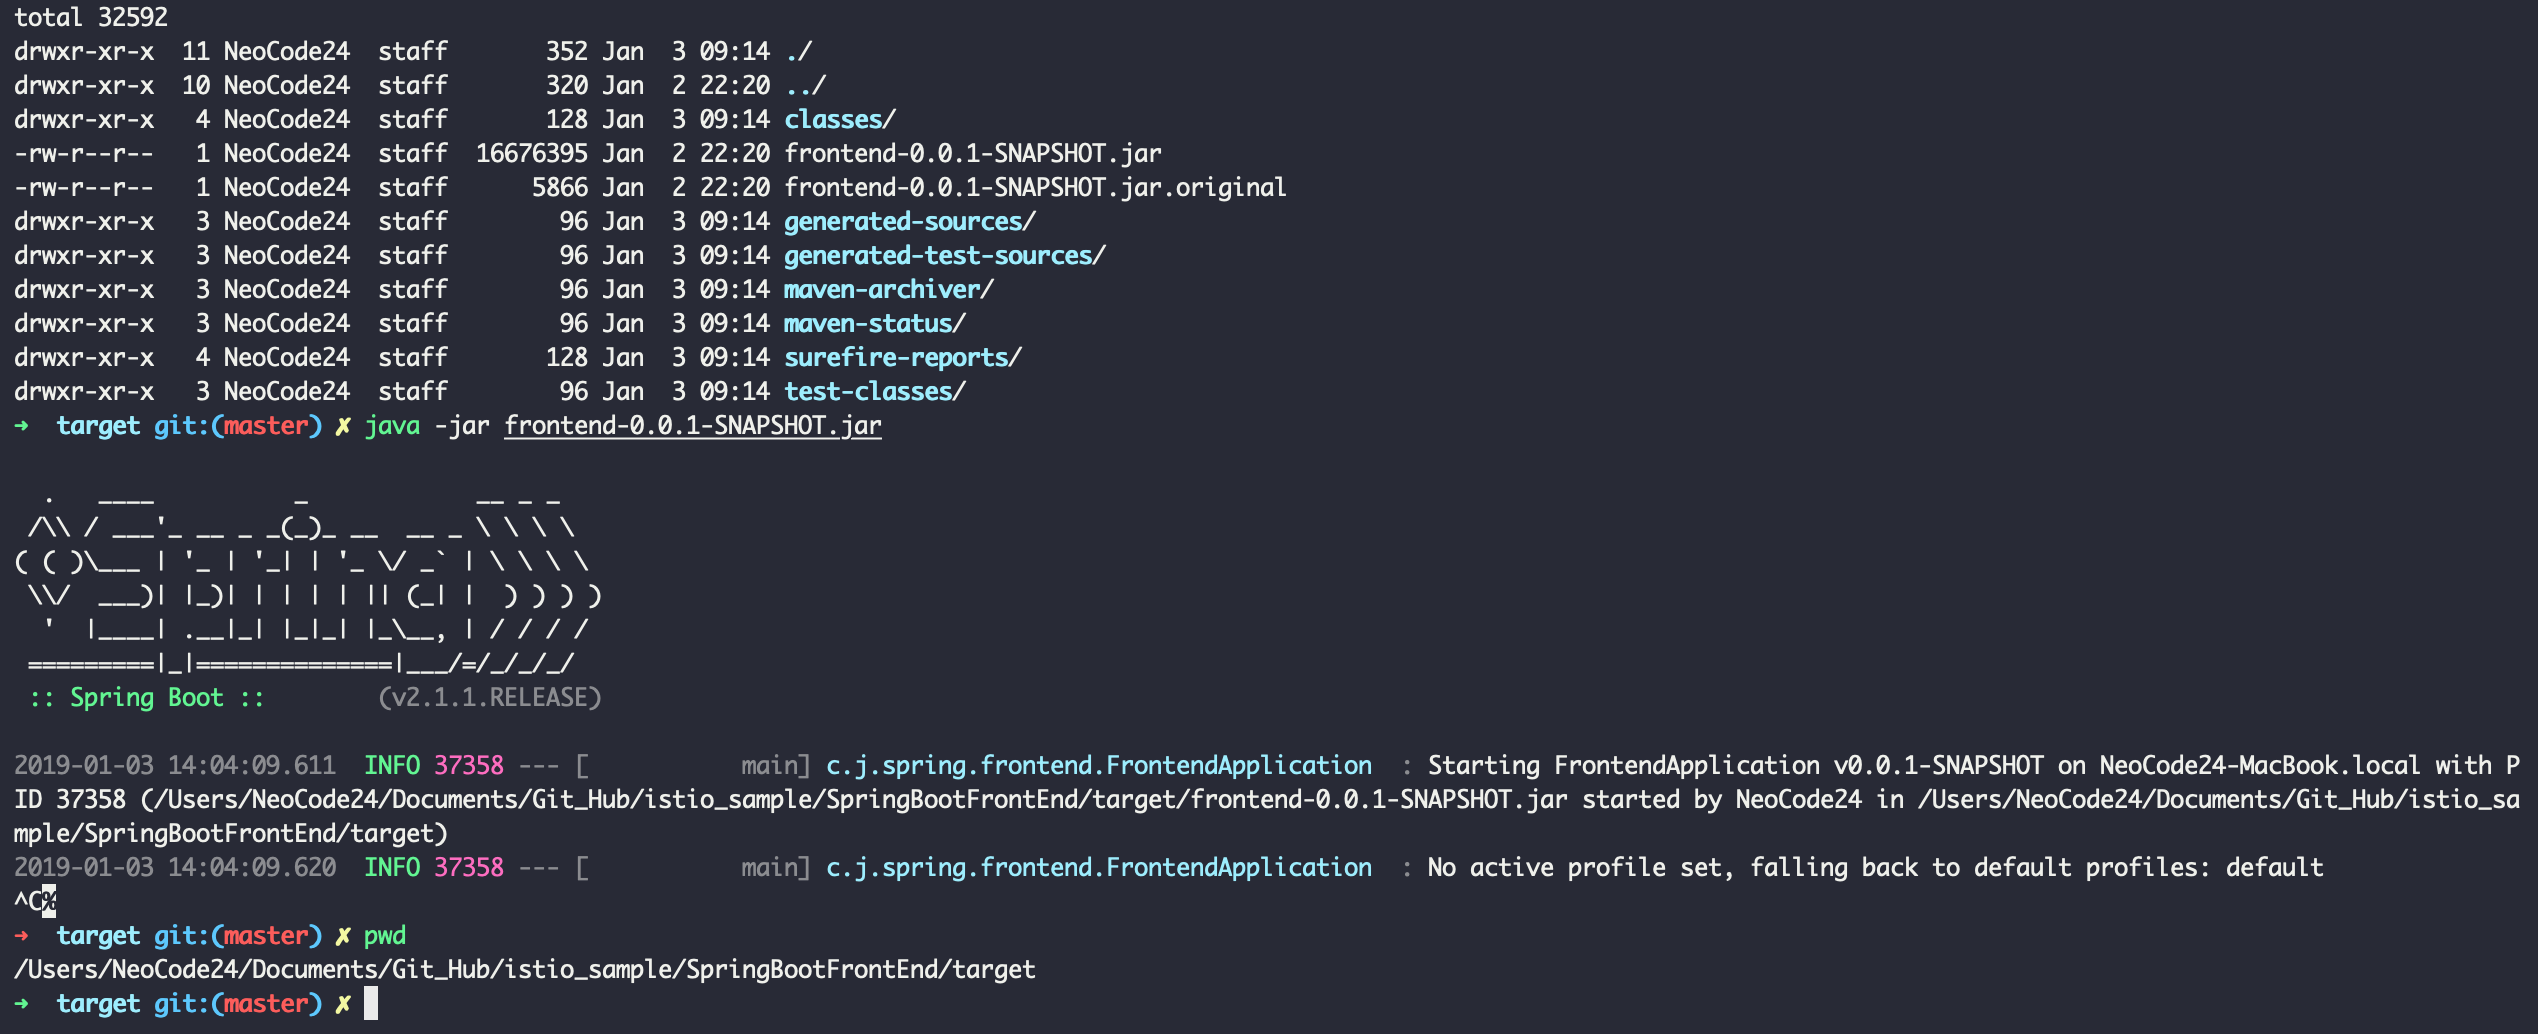 total 32592
drwxr-xr-x  11 NeoCode24  staff       352 Jan  3 09:14 ./
drwxr-xr-x  10 NeoCode24  staff       320 Jan  2 22:20 ../
drwxr-xr-x   4 NeoCode24  staff       128 Jan  3 09:14 classes/
-rw-r--r--   1 NeoCode24  staff  16676395 Jan  2 22:20 frontend-0.0.1-SNAPSHOT.jar
-rw-r--r--   1 NeoCode24  staff      5866 Jan  2 22:20 frontend-0.0.1-SNAPSHOT.jar.original
drwxr-xr-x   3 NeoCode24  staff        96 Jan  3 09:14 generated-sources/
drwxr-xr-x   3 NeoCode24  staff        96 Jan  3 09:14 generated-test-sources/
drwxr-xr-x   3 NeoCode24  staff        96 Jan  3 09:14 maven-archiver/
drwxr-xr-x   3 NeoCode24  staff        96 Jan  3 09:14 maven-status/
drwxr-xr-x   4 NeoCode24  staff       128 Jan  3 09:14 surefire-reports/
drwxr-xr-x   3 NeoCode24  staff        96 Jan  3 09:14 test-classes/
➜  target git:(master) ✗ java -jar frontend-0.0.1-SNAPSHOT.jar

  .   ____          _            __ _ _
 /\\ / ___'_ __ _ _(_)_ __  __ _ \ \ \ \
( ( )\___ | '_ | '_| | '_ \/ _` | \ \ \ \
 \\/  ___)| |_)| | | | | || (_| |  ) ) ) )
  '  |____| .__|_| |_|_| |_\__, | / / / /
 =========|_|==============|___/=/_/_/_/
 :: Spring Boot ::        (v2.1.1.RELEASE)

2019-01-03 14:04:09.611  INFO 37358 --- [           main] c.j.spring.frontend.FrontendApplication  : Starting FrontendApplication v0.0.1-SNAPSHOT on NeoCode24-MacBook.local with P
ID 37358 (/Users/NeoCode24/Documents/Git_Hub/istio_sample/SpringBootFrontEnd/target/frontend-0.0.1-SNAPSHOT.jar started by NeoCode24 in /Users/NeoCode24/Documents/Git_Hub/istio_sa
mple/SpringBootFrontEnd/target)
2019-01-03 14:04:09.620  INFO 37358 --- [           main] c.j.spring.frontend.FrontendApplication  : No active profile set, falling back to default profiles: default
^C%
➜  target git:(master) ✗ pwd
/Users/NeoCode24/Documents/Git_Hub/istio_sample/SpringBootFrontEnd/target
➜  target git:(master) ✗